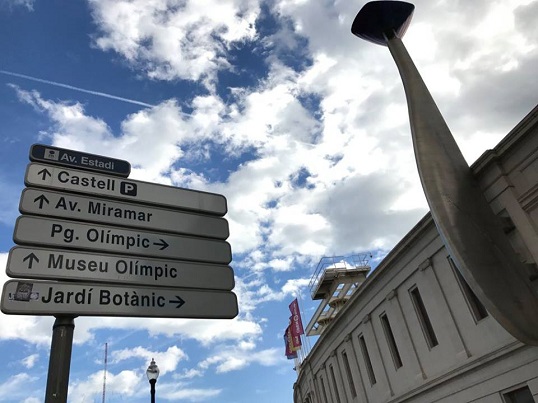 Av. Estadi
↑ Castell P
↑ Av. Miramar
Pg. Olímpic →
↑ Museu Olímpic
Jardí Botànic →